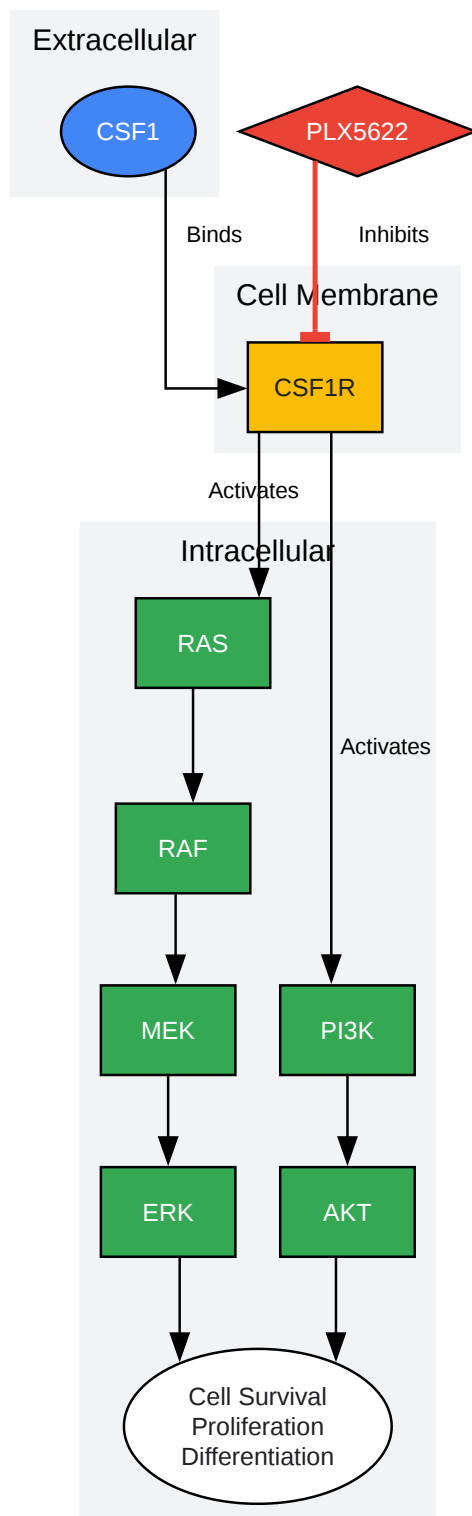 Extracellular
CSF1
PLX5622
Binds
Inhibits
Cell Membrane
CSF1R
Activates
Intracellular
RAS
Activates
RAF
MEK
PI3K
ERK
AKT
Cell Survival
Proliferation
Differentiation